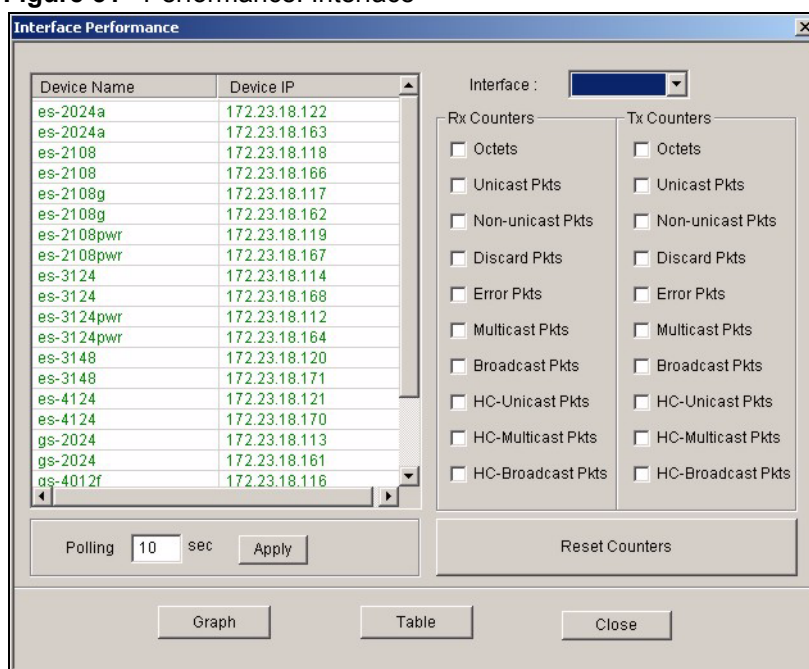 Interface Performance
Device Name Device IP
es-2024a 172.23.18.122
es-2024a 172.23.18.163
es-2108 172.23.18.118
es-2108 172.23.18.166
es-2108g 172.23.18.117
es-2108g 172.23.18.162
es-2108pwr 172.23.18.119
es-2108pwr 172.23.18.167
es-3124 172.23.18.114
es-3124 172.23.18.168
es-3124pwr 172.23.18.112
es-3124pwr 172.23.18.164
es-3148 172.23.18.120
es-3148 172.23.18.171
es-4124 172.23.18.121
es-4124 172.23.18.170
gs-2024 172.23.18.113
gs-2024 172.23.18.161
gs-4012f 172.23.18.116
Interface :
Rx Counters
Octets
Unicast Pkts
Non-unicast Pkts
Discard Pkts
Error Pkts
Multicast Pkts
Broadcast Pkts
HC-Unicast Pkts
HC-Multicast Pkts
HC-Broadcast Pkts
Tx Counters
Octets
Unicast Pkts
Non-unicast Pkts
Discard Pkts
Error Pkts
Multicast Pkts
Broadcast Pkts
HC-Unicast Pkts
HC-Multicast Pkts
HC-Broadcast Pkts
Polling 10 sec Apply
Reset Counters
Graph Table Close